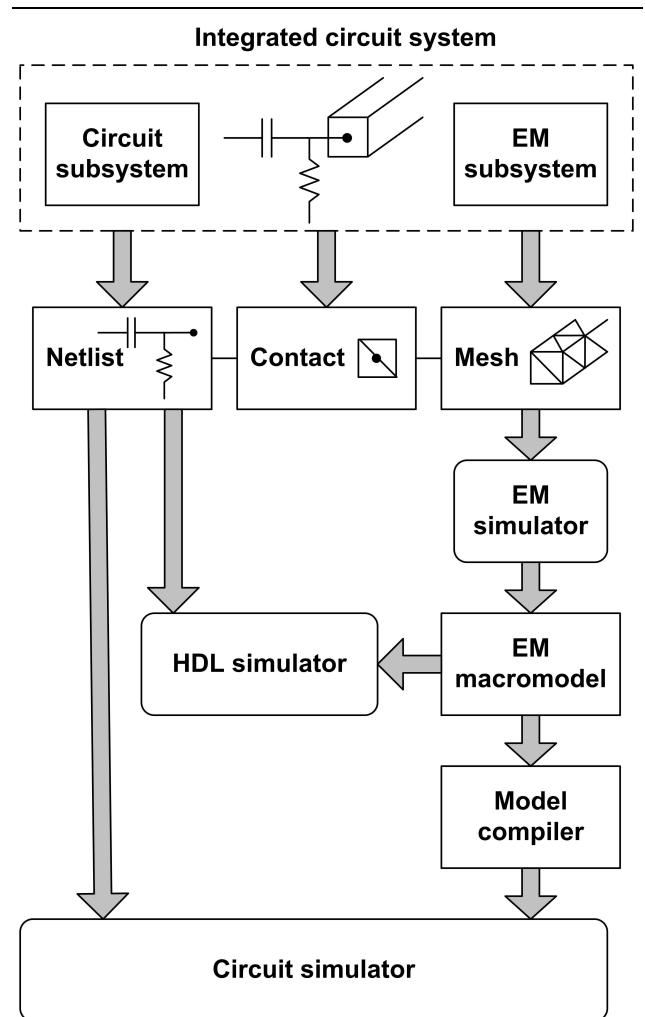 Integrated circuit system
Circuit
subsystem
EM
subsystem
Netlist
Contact
Mesh
EM
simulator
HDL simulator
EM
macromodel
Model
compiler
Circuit simulator